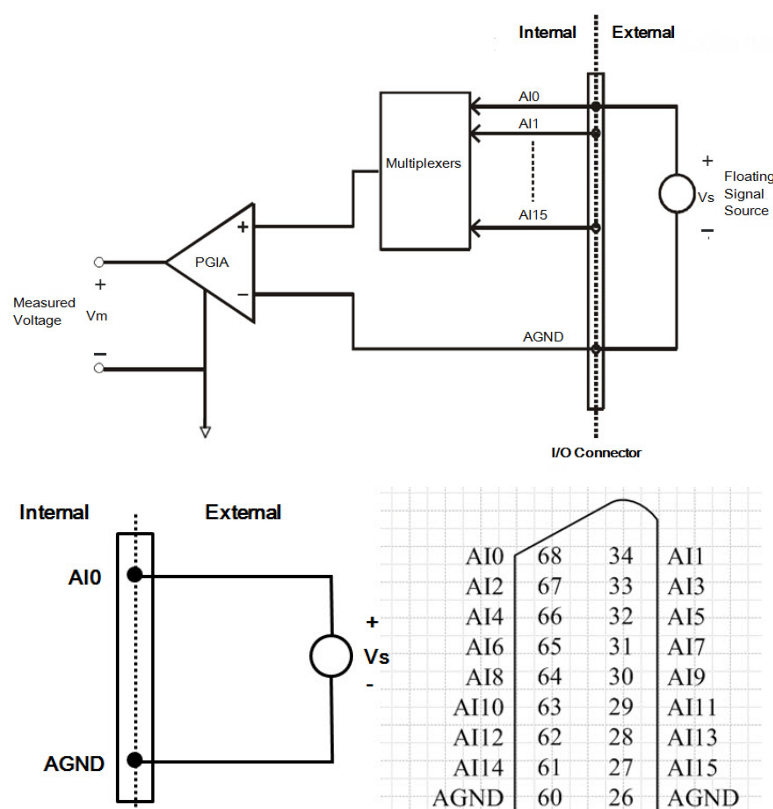 Internal External
AI0
AI1
Multiplexers
AI15
+
Vs
−
Floating
Signal
Source
+
PGIA
−
Measured
Voltage
+
Vm
−
AGND
I/O Connector
Internal External
AI0
+
Vs
-
AGND
AI0 68 34 AI1
AI2 67 33 AI3
AI4 66 32 AI5
AI6 65 31 AI7
AI8 64 30 AI9
AI10 63 29 AI11
AI12 62 28 AI13
AI14 61 27 AI15
AGND 60 26 AGND